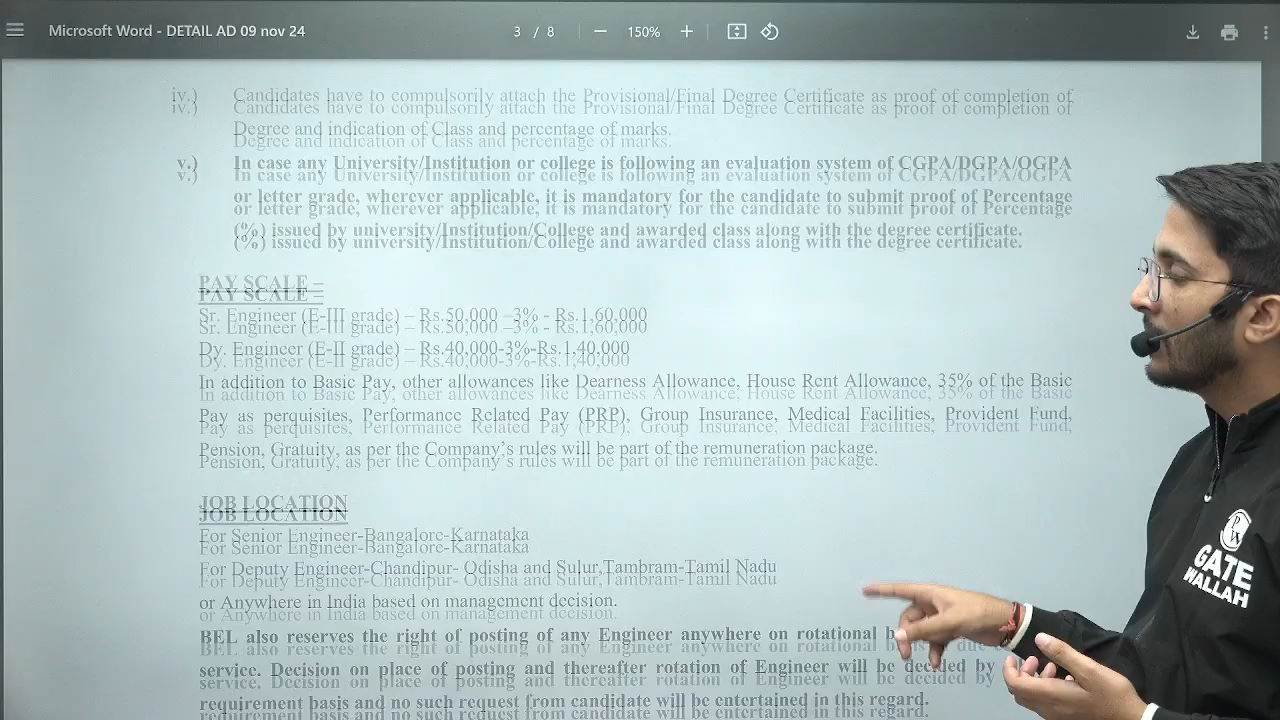 Microsoft Word - DETAIL AD 09 nov 24
3 / 8
150%
iv.) Candidates have to compulsorily attach the Provisional/Final Degree Certificate as proof of completion of
Degree and indication of Class and percentage of marks.
v.) In case any University/Institution or college is following an evaluation system of CGPA/DGPA/OGPA
or letter grade, wherever applicable, it is mandatory for the candidate to submit proof of Percentage
(%) issued by university/Institution/College and awarded class along with the degree certificate.
PAY SCALE –
Sr. Engineer (E-III grade) – Rs.50,000 –3% - Rs.1,60,000
Dy. Engineer (E-II grade) – Rs.40,000-3%-Rs.1,40,000
In addition to Basic Pay, other allowances like Dearness Allowance, House Rent Allowance, 35% of the Basic
Pay as perquisites, Performance Related Pay (PRP), Group Insurance, Medical Facilities, Provident Fund,
Pension, Gratuity, as per the Company's rules will be part of the remuneration package.
JOB LOCATION
For Senior Engineer-Bangalore-Karnataka
For Deputy Engineer-Chandipur- Odisha and Sulur,Tambram-Tamil Nadu
or Anywhere in India based on management decision.
BEL also reserves the right of posting of any Engineer anywhere on rotational
service. Decision on place of posting and thereafter rotation of Engineer will be decided by
requirement basis and no such request from candidate will be entertained in this regard.
PW
GATE
WALLAH